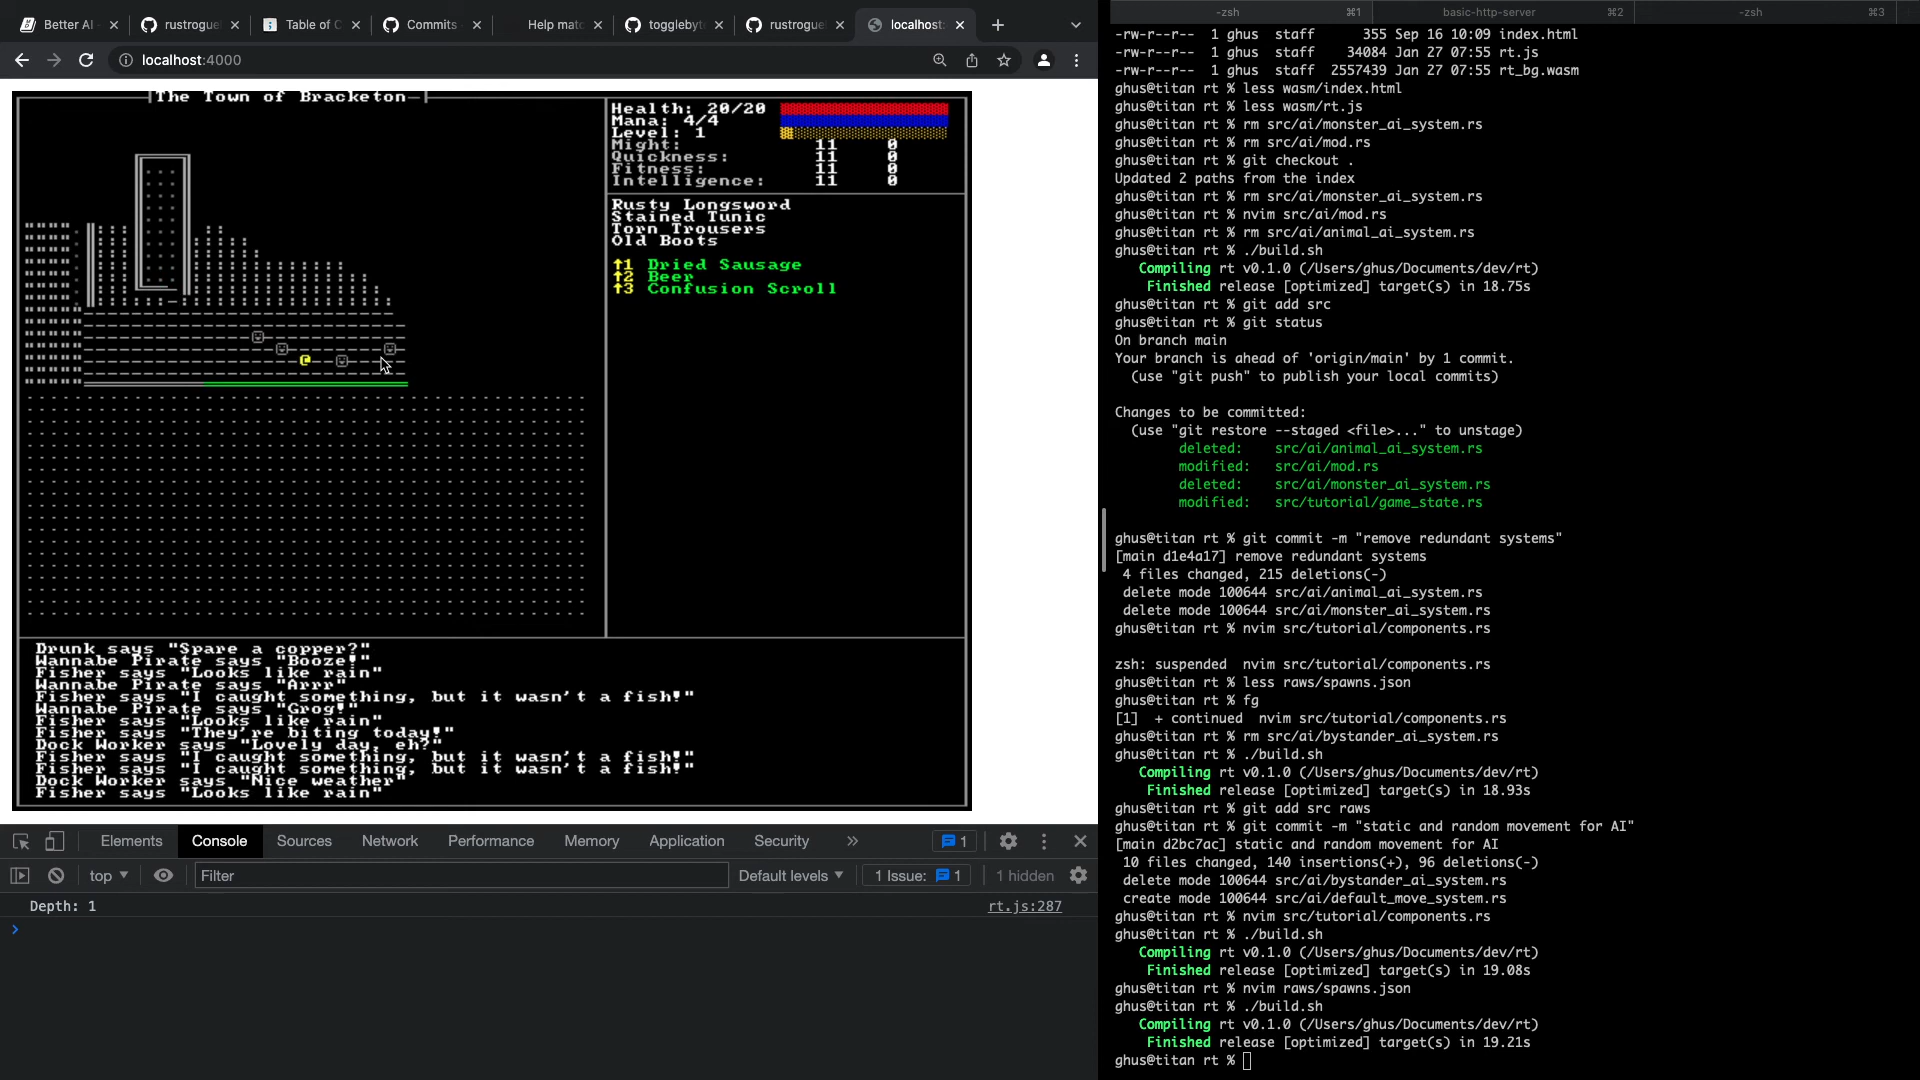 Better AI
rustrogue
Table of C
Commits
Help matc
togglebyt
rustrogue
localhost:
localhost:4000
The Town of Bracketon
Health: 20/20
Mana: 4/4
Level: 1
Might: 11 0
Quickness: 11 0
Fitness: 11 0
Intelligence: 11 0
Rusty Longsword
Stained Tunic
Torn Trousers
Old Boots
↑1 Dried Sausage
↑2 Beer
↑3 Confusion Scroll
Drunk says "Spare a copper?"
Wannabe Pirate says "Booze!"
Fisher says "Looks like rain"
Wannabe Pirate says "Arrr"
Fisher says "I caught something, but it wasn't a fish!"
Wannabe Pirate says "Grog!"
Fisher says "Looks like rain"
Fisher says "They're biting today!"
Dock Worker says "Lovely day, eh?"
Fisher says "I caught something, but it wasn't a fish!"
Fisher says "I caught something, but it wasn't a fish!"
Dock Worker says "Nice weather"
Fisher says "Looks like rain"
Elements Console Sources Network Performance Memory Application Security » 1
top Filter Default levels 1 Issue: 1 1 hidden
Depth: 1 rt.js:287
-zsh ⌘1 basic-http-server ⌘2 -zsh ⌘3
-rw-r--r-- 1 ghus staff 355 Sep 16 10:09 index.html
-rw-r--r-- 1 ghus staff 34084 Jan 27 07:55 rt.js
-rw-r--r-- 1 ghus staff 2557439 Jan 27 07:55 rt_bg.wasm
ghus@titan rt % less wasm/index.html
ghus@titan rt % less wasm/rt.js
ghus@titan rt % rm src/ai/monster_ai_system.rs
ghus@titan rt % rm src/ai/mod.rs
ghus@titan rt % git checkout .
Updated 2 paths from the index
ghus@titan rt % rm src/ai/monster_ai_system.rs
ghus@titan rt % nvim src/ai/mod.rs
ghus@titan rt % rm src/ai/animal_ai_system.rs
ghus@titan rt % ./build.sh
Compiling rt v0.1.0 (/Users/ghus/Documents/dev/rt)
Finished release [optimized] target(s) in 18.75s
ghus@titan rt % git add src
ghus@titan rt % git status
On branch main
Your branch is ahead of 'origin/main' by 1 commit.
(use "git push" to publish your local commits)
Changes to be committed:
(use "git restore --staged <file>..." to unstage)
deleted: src/ai/animal_ai_system.rs
modified: src/ai/mod.rs
deleted: src/ai/monster_ai_system.rs
modified: src/tutorial/game_state.rs
ghus@titan rt % git commit -m "remove redundant systems"
[main d1e4a17] remove redundant systems
4 files changed, 215 deletions(-)
delete mode 100644 src/ai/animal_ai_system.rs
delete mode 100644 src/ai/monster_ai_system.rs
ghus@titan rt % nvim src/tutorial/components.rs
zsh: suspended nvim src/tutorial/components.rs
ghus@titan rt % less raws/spawns.json
ghus@titan rt % fg
[1] + continued nvim src/tutorial/components.rs
ghus@titan rt % rm src/ai/bystander_ai_system.rs
ghus@titan rt % ./build.sh
Compiling rt v0.1.0 (/Users/ghus/Documents/dev/rt)
Finished release [optimized] target(s) in 18.93s
ghus@titan rt % git add src raws
ghus@titan rt % git commit -m "static and random movement for AI"
[main d2bc7ac] static and random movement for AI
10 files changed, 140 insertions(+), 96 deletions(-)
delete mode 100644 src/ai/bystander_ai_system.rs
create mode 100644 src/ai/default_move_system.rs
ghus@titan rt % nvim src/tutorial/components.rs
ghus@titan rt % ./build.sh
Compiling rt v0.1.0 (/Users/ghus/Documents/dev/rt)
Finished release [optimized] target(s) in 19.08s
ghus@titan rt % nvim raws/spawns.json
ghus@titan rt % ./build.sh
Compiling rt v0.1.0 (/Users/ghus/Documents/dev/rt)
Finished release [optimized] target(s) in 19.21s
ghus@titan rt %